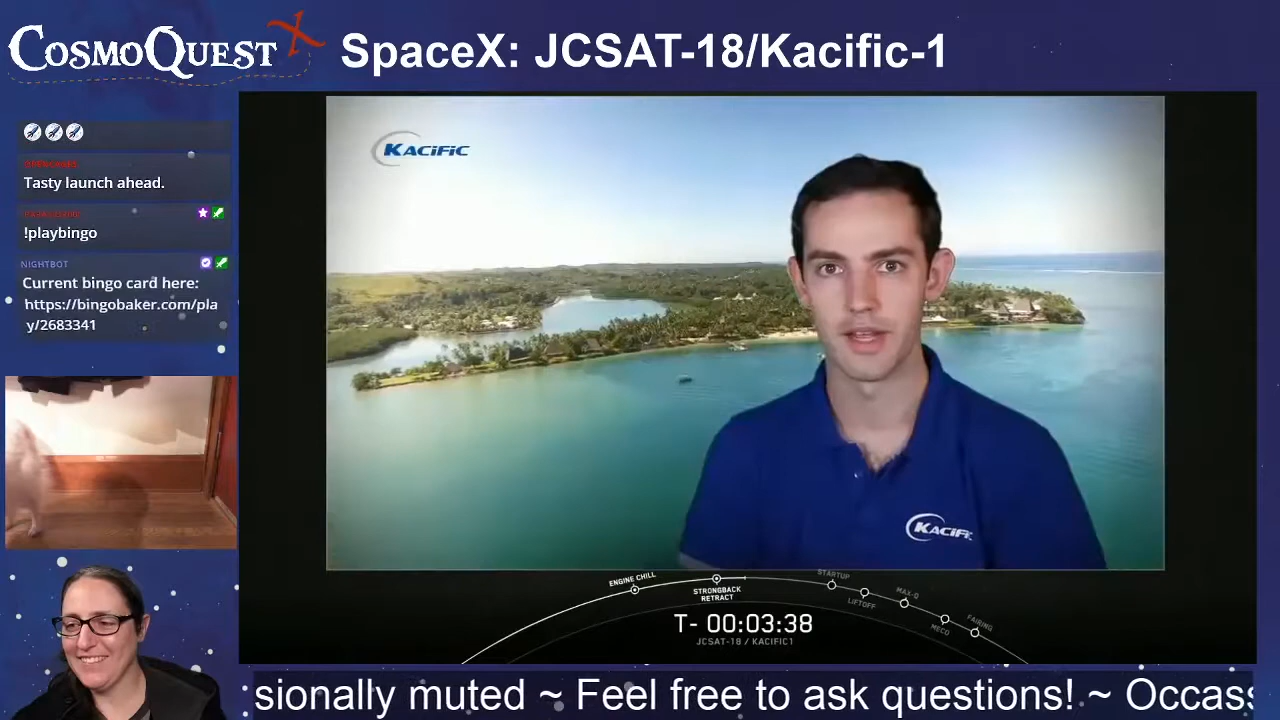 COSMOQUEST X
SpaceX: JCSAT-18/Kacific-1
Tasty launch ahead.
!playbingo
NIGHTBOT
Current bingo card here:
https://bingobaker.com/pla
y/2683341
KACIFIC
KACIFIC
ENGINE CHILL
STRONGBACK
RETRACT
STARTUP
LIFTOFF
MAX-Q
MECO
FAIRING
T- 00:03:38
JCSAT-18 / KACIFIC1
sionally muted ~ Feel free to ask questions! ~ Occass